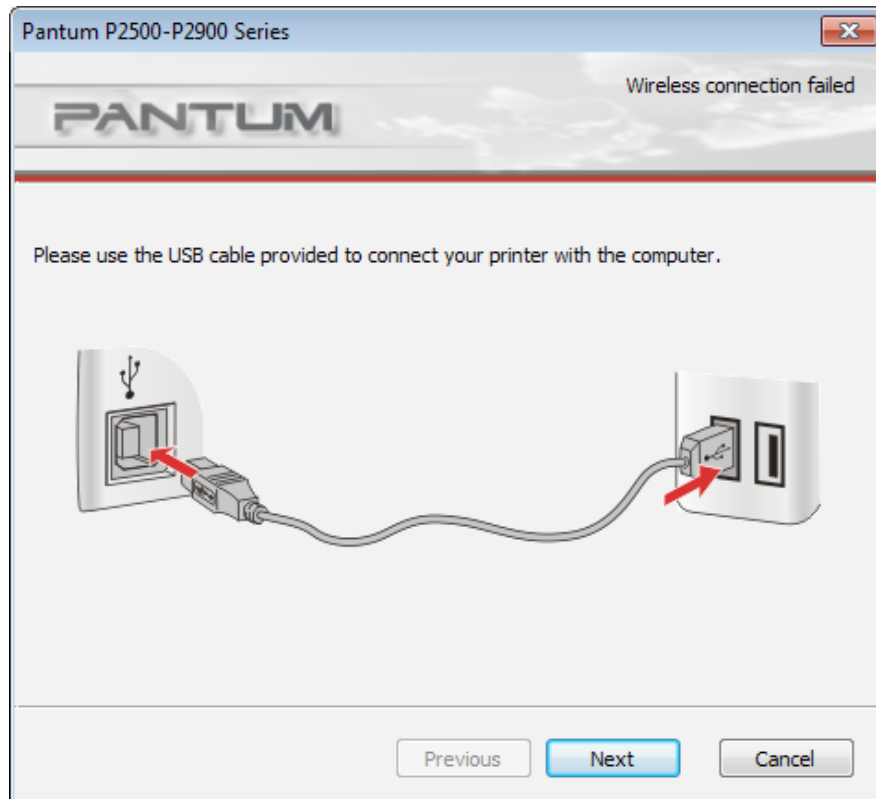 Pantum P2500-P2900 Series
Wireless connection failed
PANTUM
Please use the USB cable provided to connect your printer with the computer.
Previous
Next
Cancel